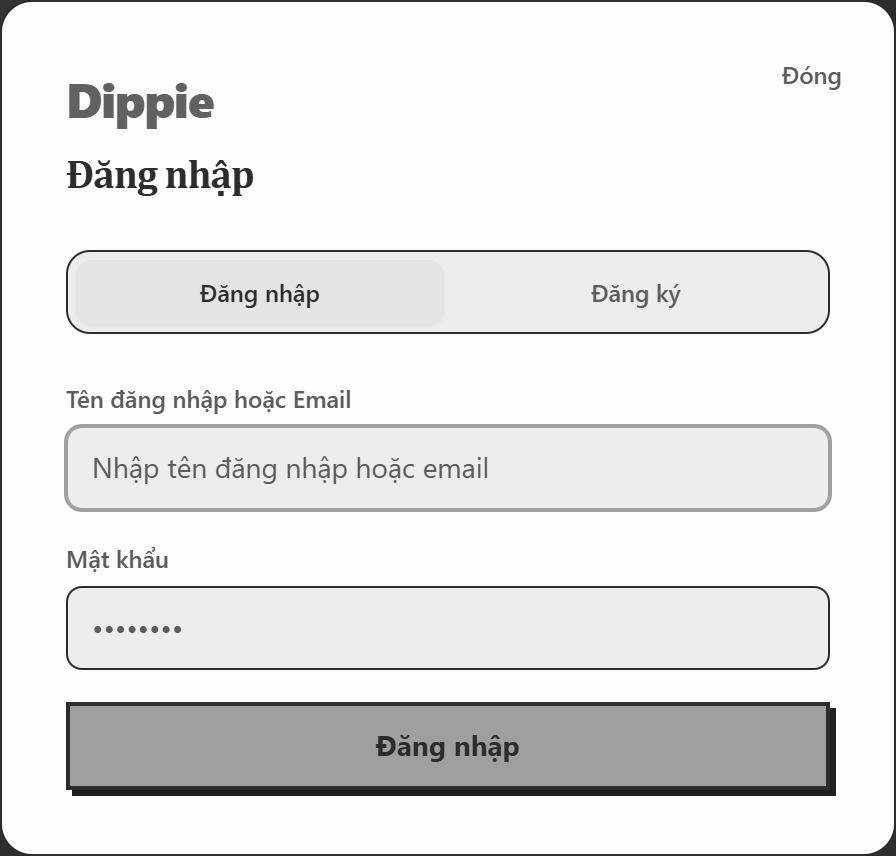 Đóng
Dippie
Đăng nhập
Đăng nhập
Đăng ký
Tên đăng nhập hoặc Email
Nhập tên đăng nhập hoặc email
Mật khẩu
••••••••
Đăng nhập